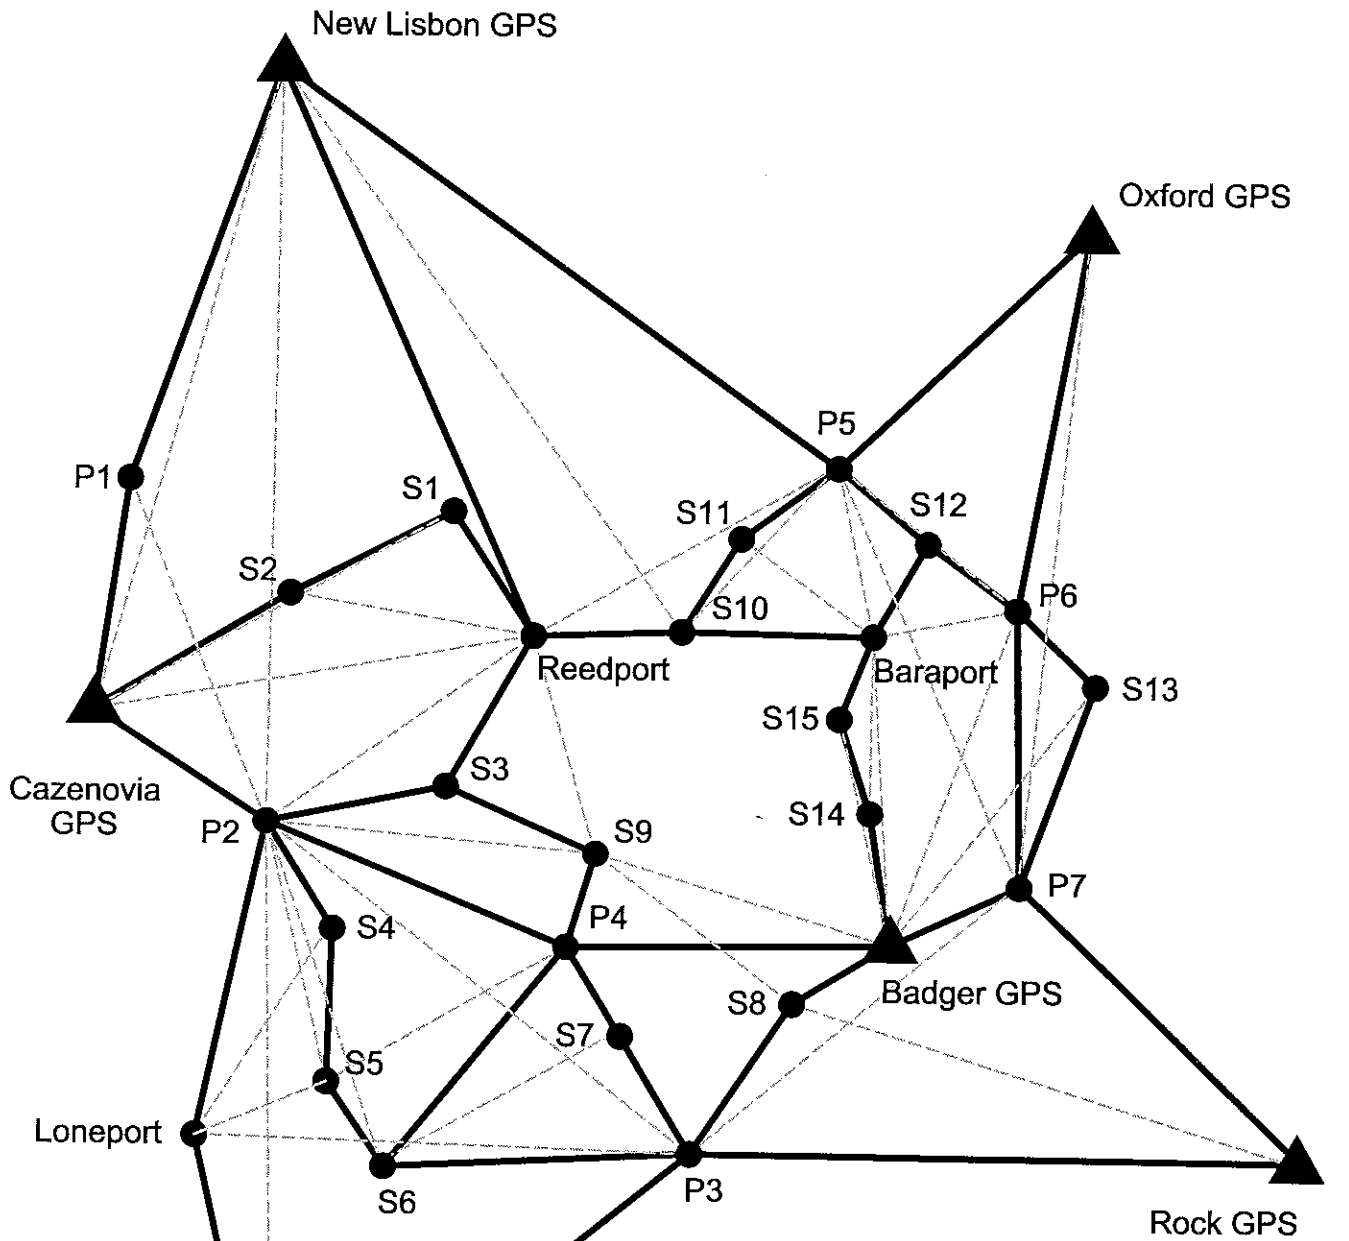 New Lisbon GPS
Oxford GPS
P5
P1
S1
S11
S12
S2
S10
P6
Reedport
Baraport
S13
S15
S3
Cazenovia
GPS
P2
S14
S9
P7
S4
P4
Badger GPS
S8
S7
S5
Loneport
P3
S6
Rock GPS